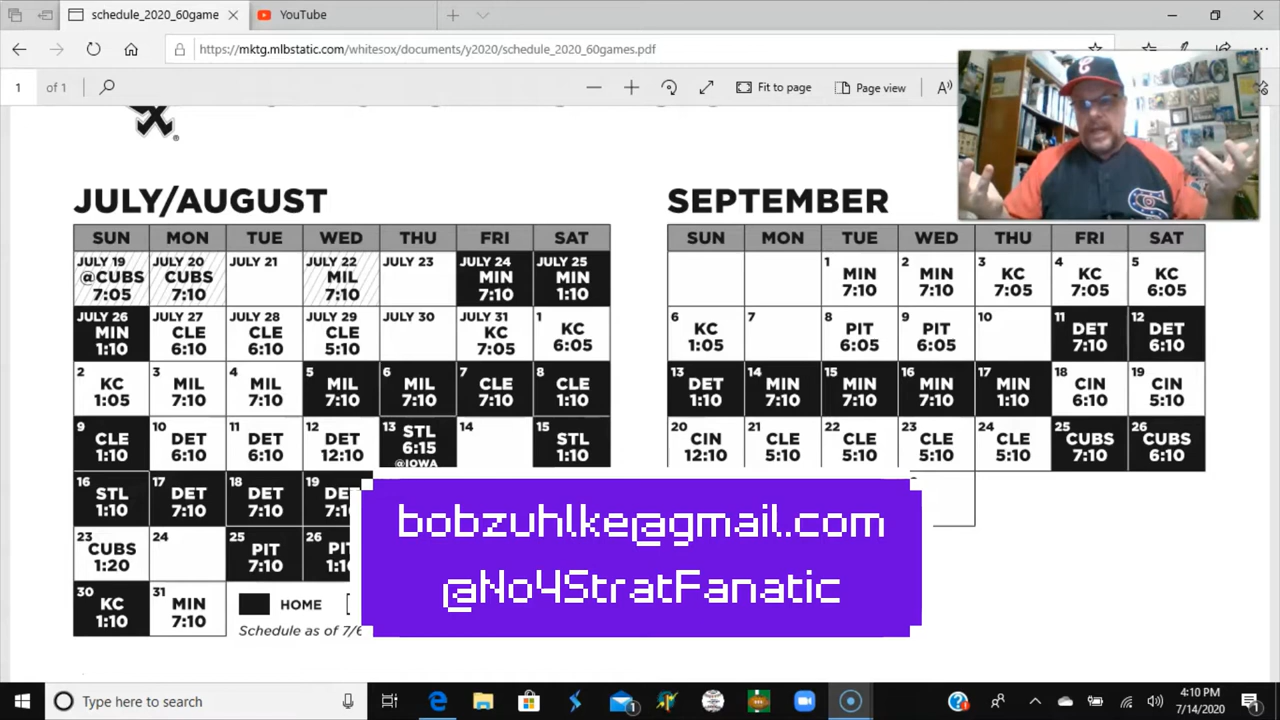 schedule_2020_60game
YouTube
https://mktg.mlbstatic.com/whitesox/documents/y2020/schedule_2020_60games.pdf
1 of 1
Fit to page
Page view
JULY/AUGUST
SUN MON TUE WED THU FRI SAT
JULY 19 JULY 20 JULY 21 JULY 22 JULY 23 JULY 24 JULY 25
@CUBS CUBS MIL MIN MIN
7:05 7:10 7:10 7:10 1:10
JULY 26 JULY 27 JULY 28 JULY 29 JULY 30 JULY 31 1
MIN CLE CLE CLE KC KC
1:10 6:10 6:10 5:10 7:05 6:05
2 3 4 5 6 7 8
KC MIL MIL MIL MIL CLE CLE
1:05 7:10 7:10 7:10 7:10 7:10 1:10
9 10 11 12 13 14 15
CLE DET DET DET STL STL
1:10 6:10 6:10 12:10 6:15 1:10
@IOWA
16 17 18 19
STL DET DET DE
1:10 7:10 7:10 7:1
23 24 25 26
CUBS PIT PI
1:20 7:10 1:1
30 31
KC MIN
1:10 7:10
HOME
Schedule as of 7/6
SEPTEMBER
SUN MON TUE WED THU FRI SAT
1 2 3 4 5
MIN MIN KC KC KC
7:10 7:10 7:05 7:05 6:05
6 7 8 9 10 11 12
KC PIT PIT DET DET
1:05 6:05 6:05 7:10 6:10
13 14 15 16 17 18 19
DET MIN MIN MIN MIN CIN CIN
1:10 7:10 7:10 7:10 1:10 6:10 5:10
20 21 22 23 24 25 26
CIN CLE CLE CLE CLE CUBS CUBS
12:10 5:10 5:10 5:10 5:10 7:10 6:10
bobzuhlke@gmail.com
@No4StratFanatic
Type here to search
4:10 PM
7/14/2020